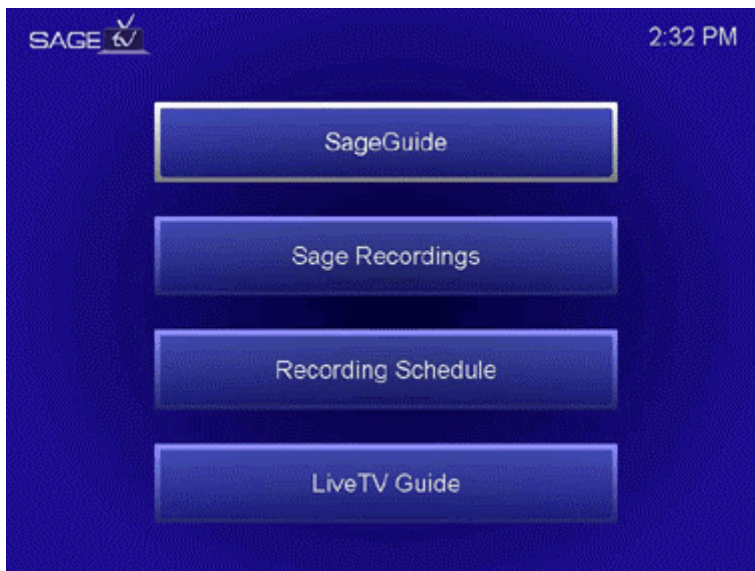 SAGE tv
2:32 PM
SageGuide
Sage Recordings
Recording Schedule
LiveTV Guide